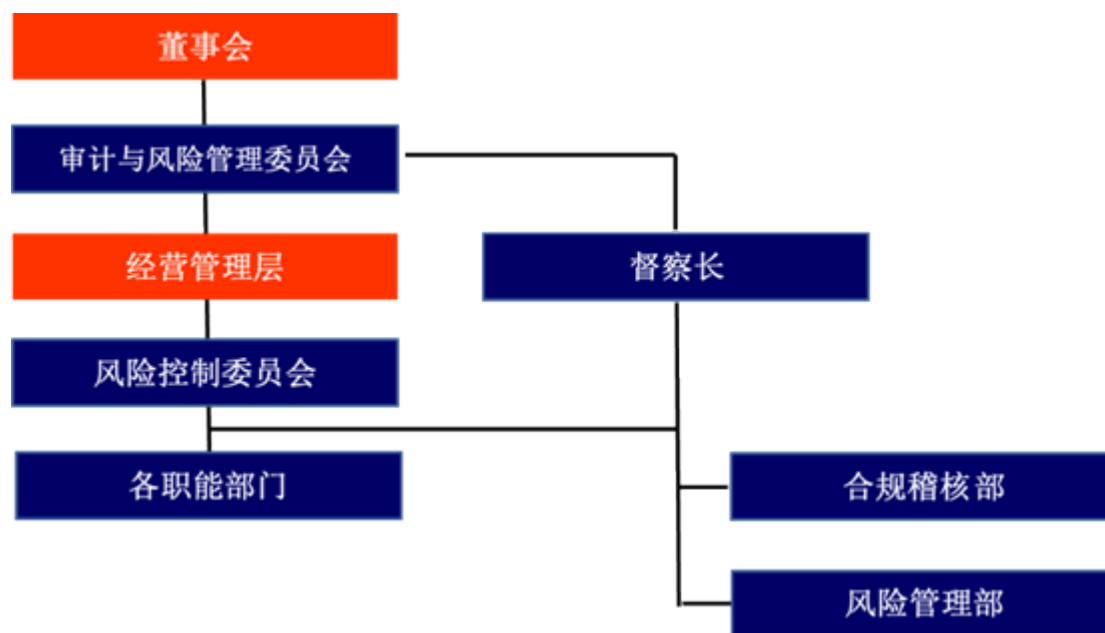 董事会
审计与风险管理委员会
经营管理层
督察长
风险控制委员会
各职能部门
合规稽核部
风险管理部